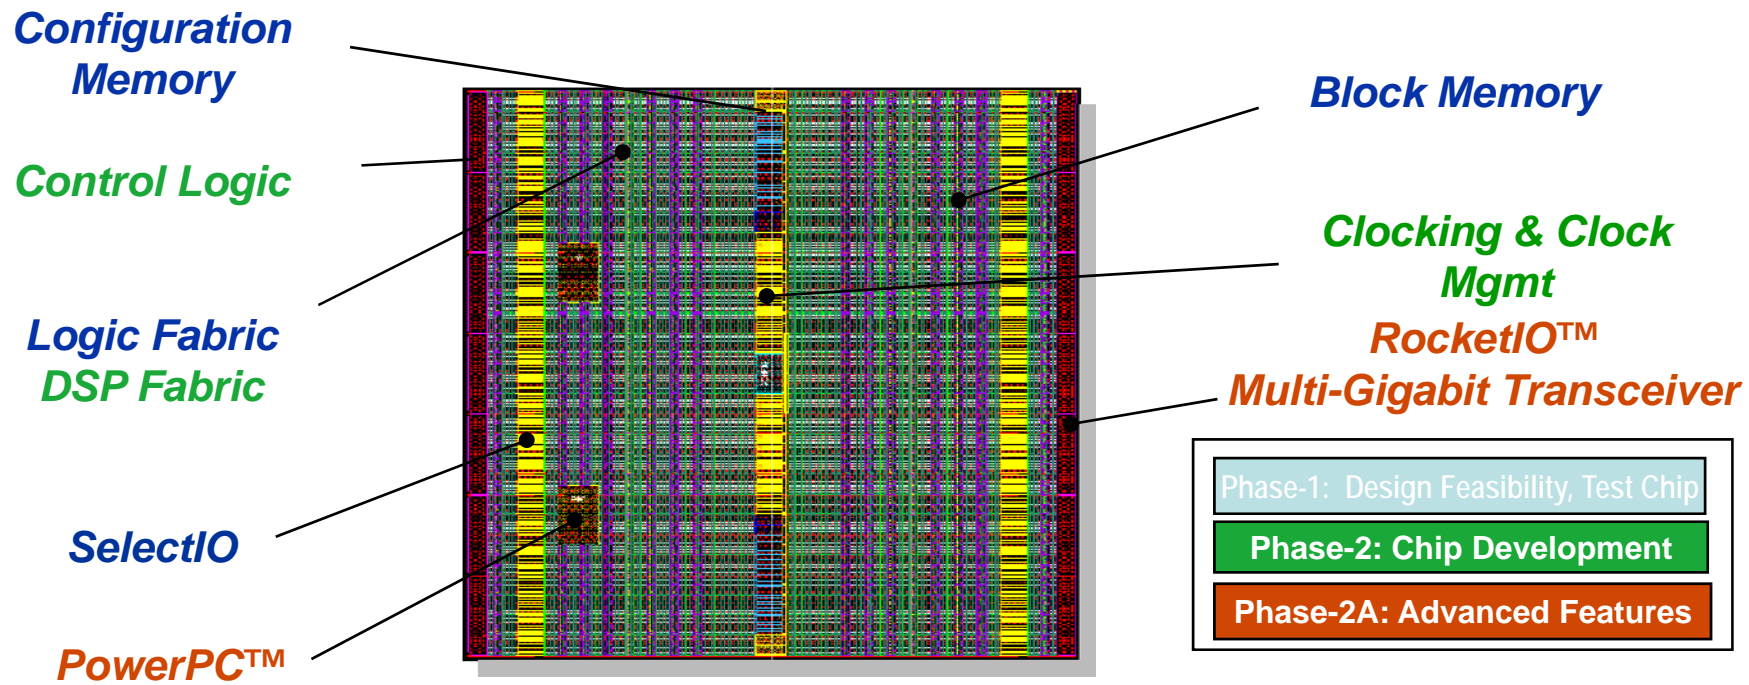 Configuration
Memory
Control Logic
Logic Fabric
DSP Fabric
SelectIO
PowerPC™
Block Memory
Clocking & Clock
Mgmt
RocketIO™
Multi-Gigabit Transceiver
Phase-1: Design Feasibility, Test Chip
Phase-2: Chip Development
Phase-2A: Advanced Features